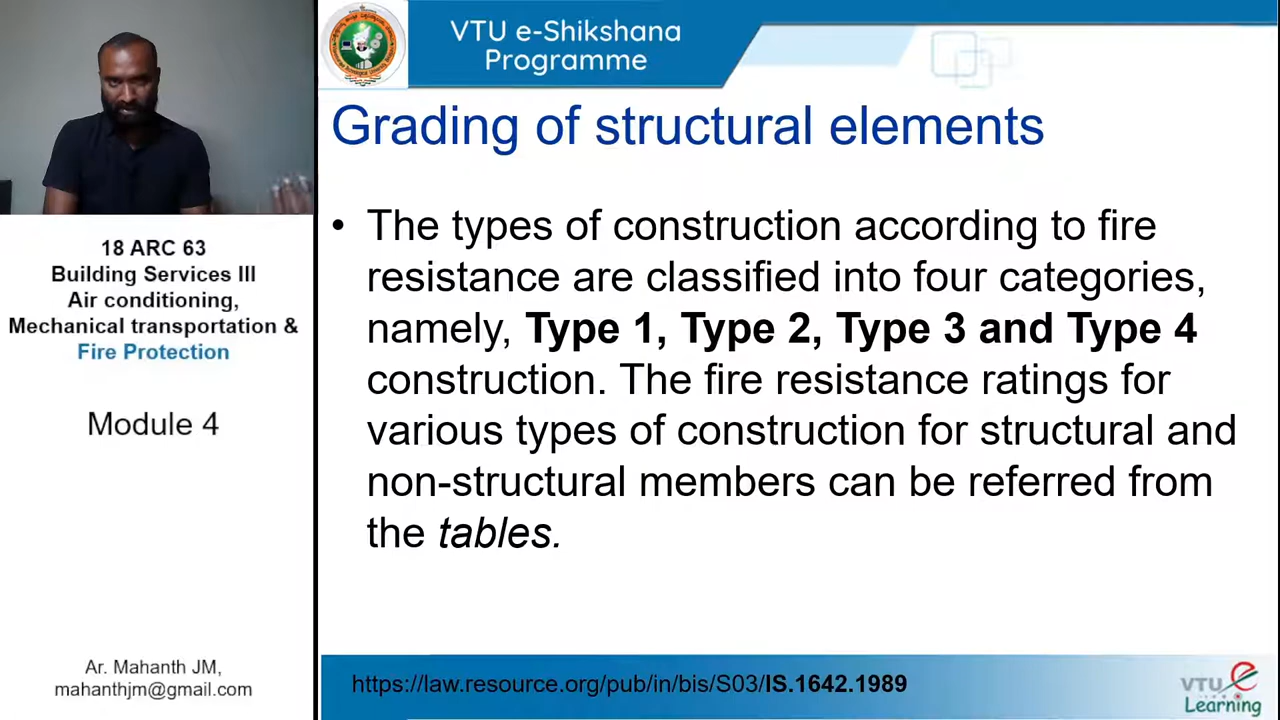 VTU e-Shikshana
Programme
Grading of structural elements
• The types of construction according to fire
resistance are classified into four categories,
namely, Type 1, Type 2, Type 3 and Type 4
construction. The fire resistance ratings for
various types of construction for structural and
non-structural members can be referred from
the tables.
18 ARC 63
Building Services III
Air conditioning,
Mechanical transportation &
Fire Protection
Module 4
Ar. Mahanth JM,
mahanthjm@gmail.com
https://law.resource.org/pub/in/bis/S03/IS.1642.1989
VTU e
Learning